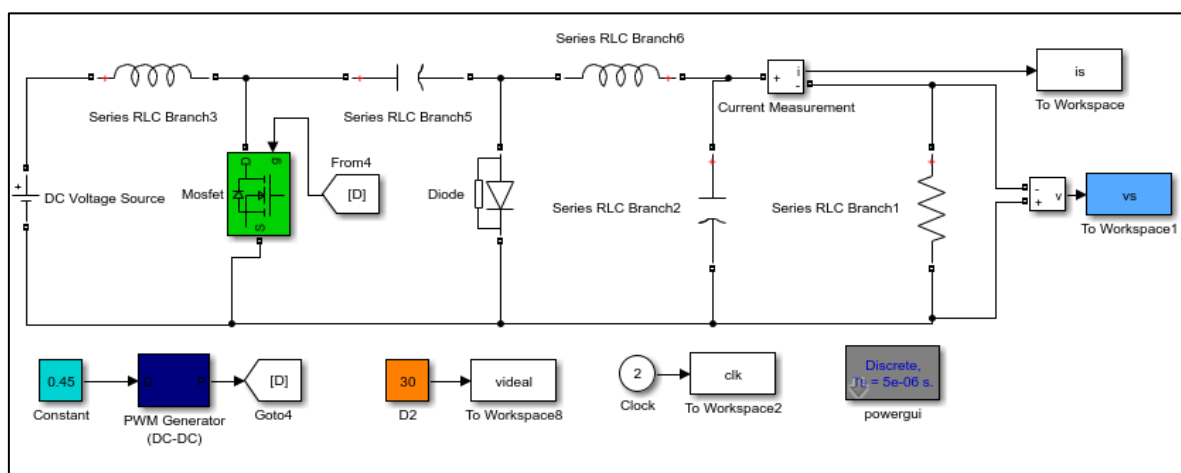 Series RLC Branch6
i
+
-
is
Current Measurement
To Workspace
Series RLC Branch3
Series RLC Branch5
D
g
From4
+
DC Voltage Source
Mosfet
[D]
Diode
Series RLC Branch2
Series RLC Branch1
-
+
v
vs
To Workspace1
S
0.45
D
P
[D]
30
videal
2
clk
Discrete,
= 5e-06 s.
Constant
PWM Generator
(DC-DC)
Goto4
D2
To Workspace8
Clock
To Workspace2
powergui